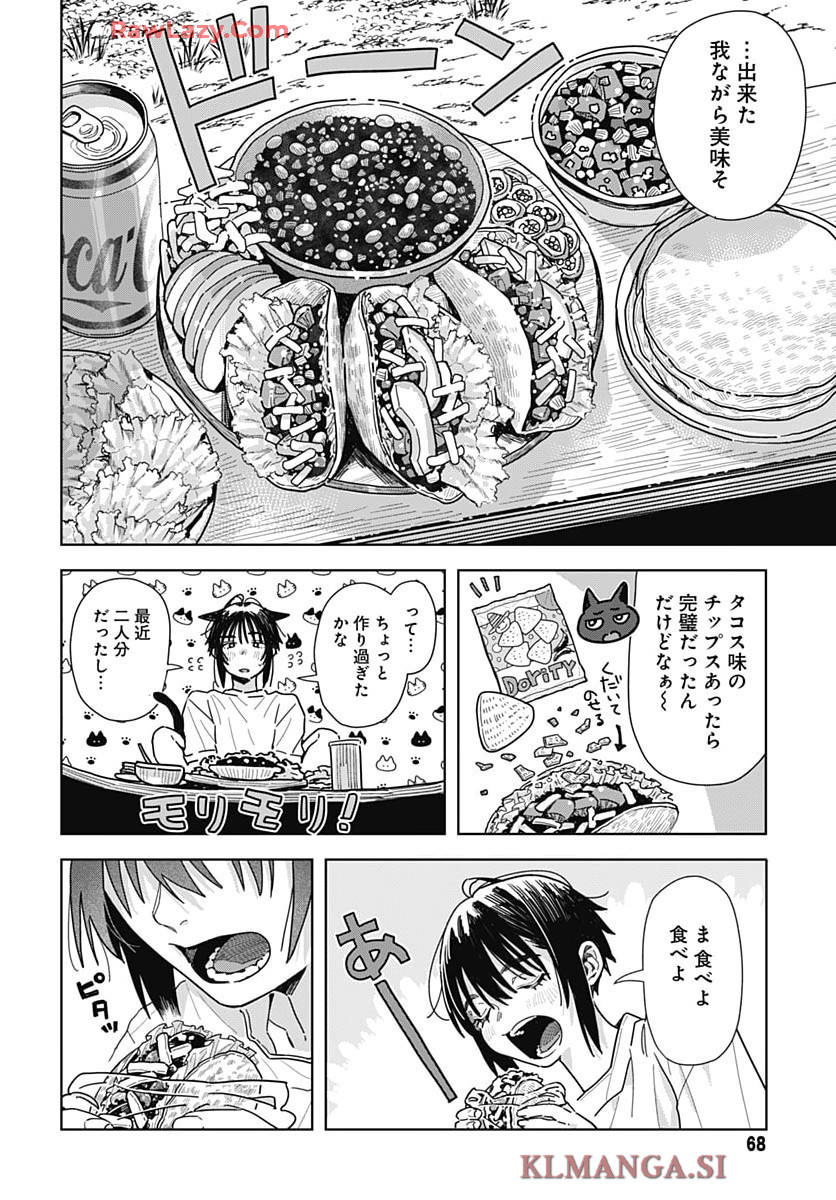 RawLazy.Com
…出来た
我ながら美味そ
ドーーン
oca-
タコス味の
チップスあったら
完璧だったん
だけどなぁ〜
DoriTY
くだいて
のせる
って…
ちょっと
作り過ぎた
かな
最近
二人分
だったし…
モリモリ!
ま 食べよ
食べよ
あー
ピタッ
68
KLMANGA.SI